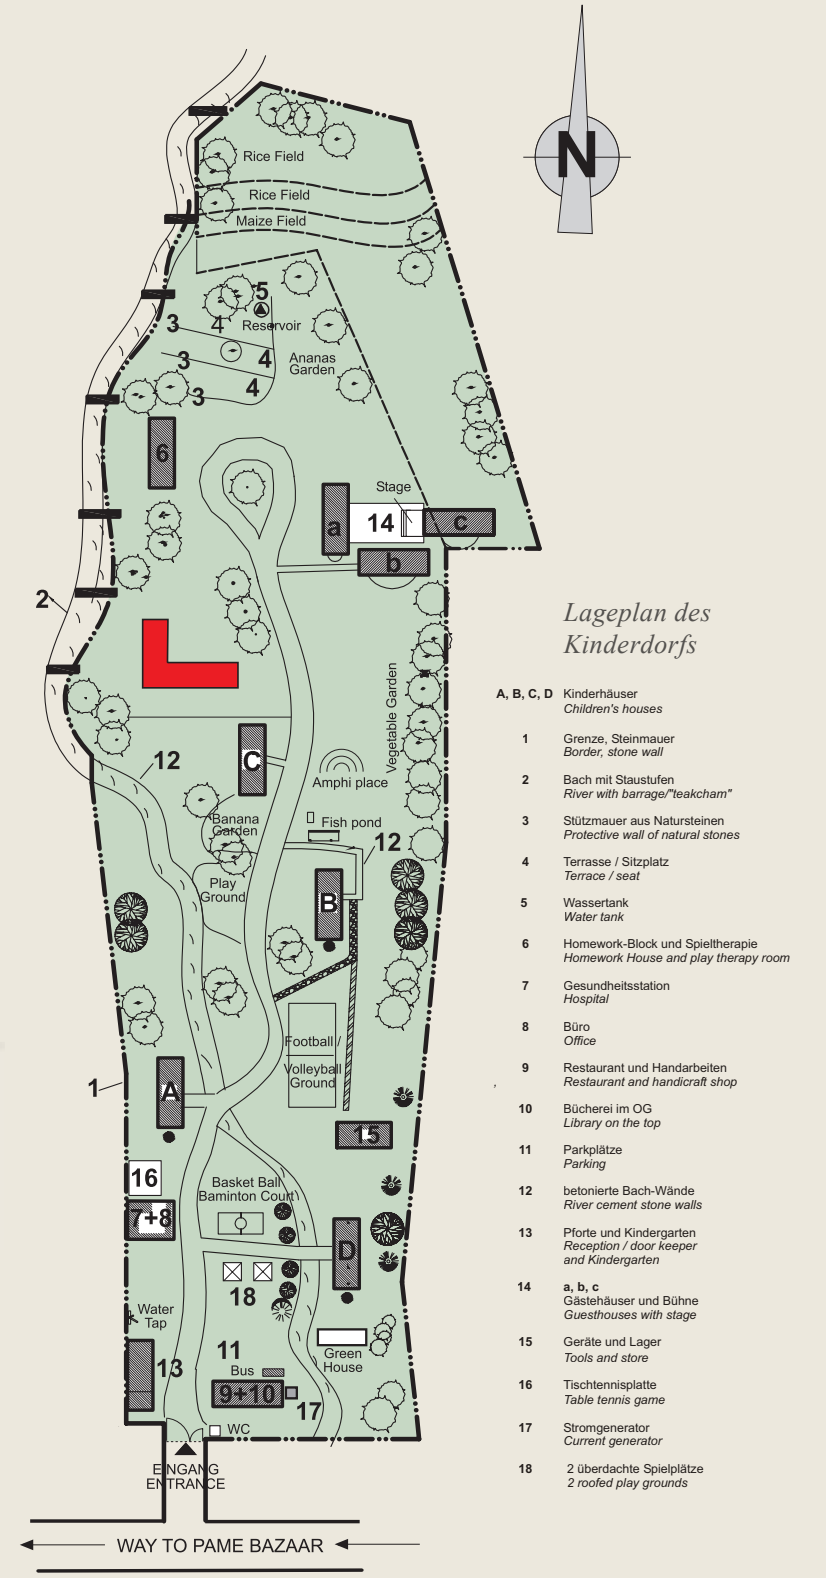 N
Rice Field
Rice Field
Maize Field
5
3
4
Reservoir
3
4
Ananas
Garden
3
4
6
Stage
a
14
c
b
2
Vegetable Garden
12
C
Amphi place
Banana
Garden
Fish pond
12
Play
Ground
B
Football /
Volleyball
Ground
1
A
15
16
7+8
Basket Ball
Baminton Court
D
18
Water
Tap
13
11
Bus
Green
House
9+10
17
WC
EINGANG
ENTRANCE
WAY TO PAME BAZAAR
Lageplan des
Kinderdorfs
A, B, C, D Kinderhäuser
Children's houses
1 Grenze, Steinmauer
Border, stone wall
2 Bach mit Staustufen
River with barrage/"teakcham"
3 Stützmauer aus Natursteinen
Protective wall of natural stones
4 Terrasse / Sitzplatz
Terrace / seat
5 Wassertank
Water tank
6 Homework-Block und Spieltherapie
Homework House and play therapy room
7 Gesundheitsstation
Hospital
8 Büro
Office
9 Restaurant und Handarbeiten
Restaurant and handicraft shop
10 Bücherei im OG
Library on the top
11 Parkplätze
Parking
12 betonierte Bach-Wände
River cement stone walls
13 Pforte und Kindergarten
Reception / door keeper
and Kindergarten
14 a, b, c
Gästehäuser und Bühne
Guesthouses with stage
15 Geräte und Lager
Tools and store
16 Tischtennisplatte
Table tennis game
17 Stromgenerator
Current generator
18 2 überdachte Spielplätze
2 roofed play grounds